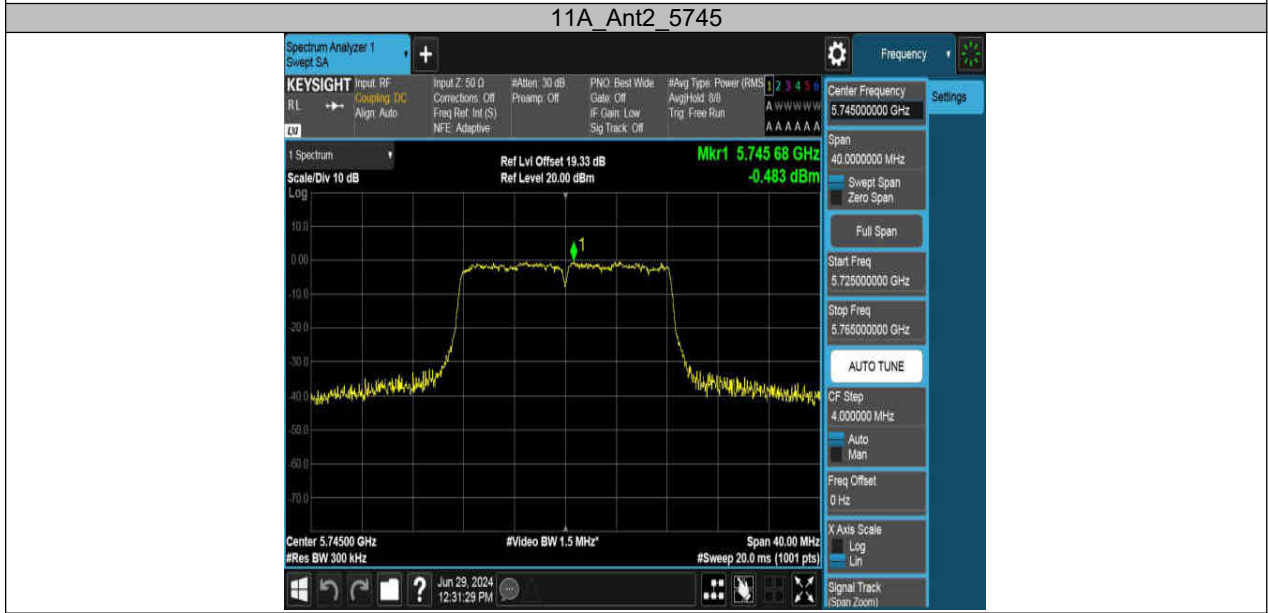 11A_Ant2_5745
Spectrum Analyzer 1
Swept SA
+
Frequency
KEYSIGHT
RL
LXI
Input: RF
Coupling: DC
Align: Auto
Input Z: 50 Ω
Corrections: Off
Freq Ref: Int (S)
NFE: Adaptive
#Atten: 30 dB
Preamp: Off
PNO: Best Wide
Gate: Off
IF Gain: Low
Sig Track: Off
#Avg Type: Power (RMS
Avg|Hold: 8/8
Trig: Free Run
1 2 3 4 5 6
A W W W W W
A A A A A A
1 Spectrum
Scale/Div 10 dB
Log
Ref Lvl Offset 19.33 dB
Ref Level 20.00 dBm
Mkr1 5.745 68 GHz
-0.483 dBm
10.0
0.00
-10.0
-20.0
-30.0
-40.0
-50.0
-60.0
-70.0
1
Center 5.74500 GHz
#Res BW 300 kHz
#Video BW 1.5 MHz*
Span 40.00 MHz
#Sweep 20.0 ms (1001 pts)
Jun 29, 2024
12:31:29 PM
?
Center Frequency
5.745000000 GHz
Settings
Span
40.0000000 MHz
Swept Span
Zero Span
Full Span
Start Freq
5.725000000 GHz
Stop Freq
5.765000000 GHz
AUTO TUNE
CF Step
4.000000 MHz
Auto
Man
Freq Offset
0 Hz
X Axis Scale
Log
Lin
Signal Track
(Span Zoom)